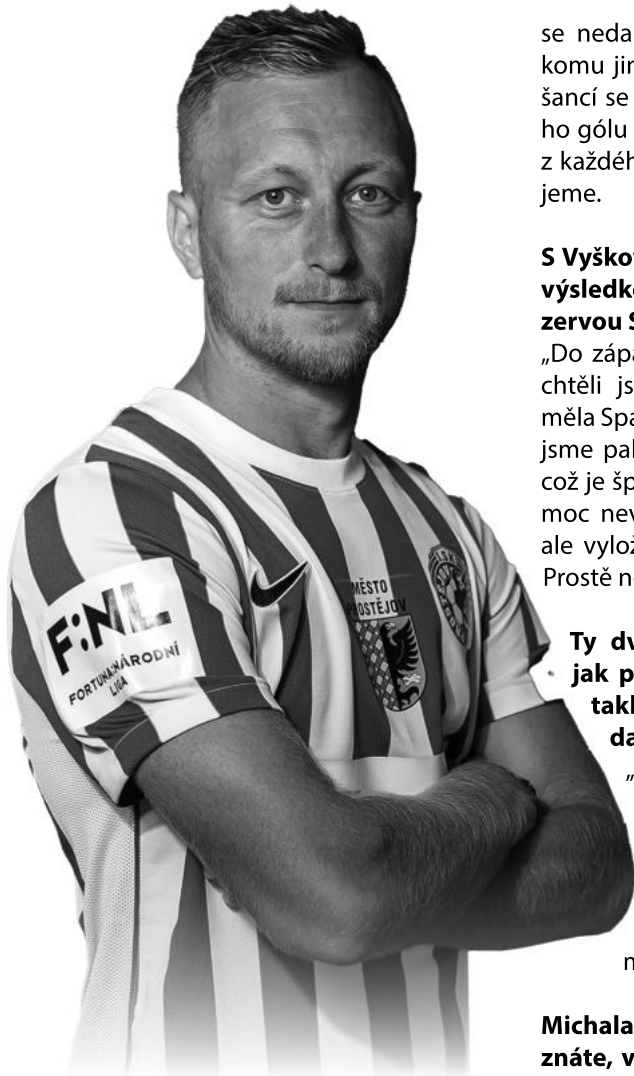 F:NL
FORTUNA:NÁRODNÍ
LIGA
MĚSTO
PROSTĚJOV
se neda
komu jin
šancí se
ho gólu
z každéh
jeme.
S Vyško
výsledk
zervou S
„Do zápa
chtěli js
měla Spa
jsme pal
což je šp
moc nev
ale vylož
Prostě n
Ty dv
jak p
takl
da
„
n
Michala
znáte, v